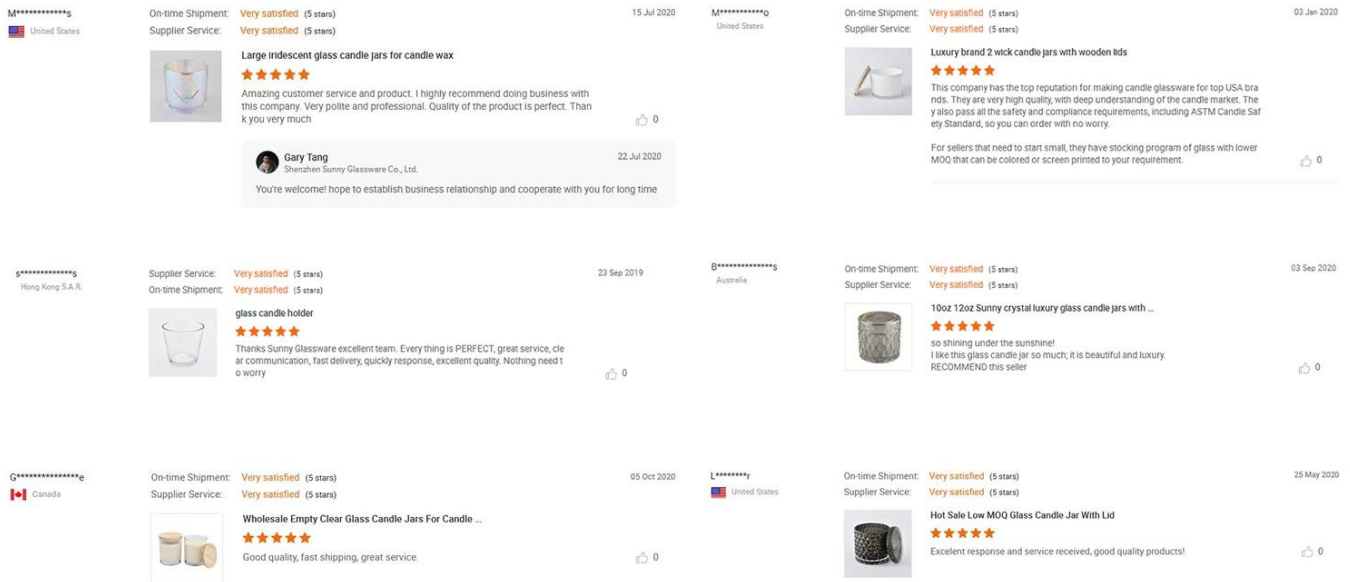 M************s
United States
On-time Shipment: Very satisfied (5 stars)
15 Jul 2020
Supplier Service: Very satisfied (5 stars)
Large iridescent glass candle jars for candle wax
Amazing customer service and product. I highly recommend doing business with
this company. Very polite and professional. Quality of the product is perfect. Than
k you very much
0
Gary Tang
22 Jul 2020
Shenzhen Sunny Glassware Co., Ltd.
You're welcome! hope to establish business relationship and cooperate with you for long time
M***********o
United States
On-time Shipment: Very satisfied (5 stars)
03 Jan 2020
Supplier Service: Very satisfied (5 stars)
Luxury brand 2 wick candle jars with wooden lids
This company has the top reputation for making candle glassware for top USA bra
nds. They are very high quality, with deep understanding of the candle market. The
y also pass all the safety and compliance requirements, including ASTM Candle Saf
ety Standard, so you can order with no worry.
For sellers that need to start small, they have stocking program of glass with lower
MOQ that can be colored or screen printed to your requirement.
0
s*************s
Hong Kong S.A.R.
Supplier Service: Very satisfied (5 stars)
23 Sep 2019
On-time Shipment: Very satisfied (5 stars)
glass candle holder
Thanks Sunny Glassware excellent team. Every thing is PERFECT, great service, cle
ar communication, fast delivery, quickly response, excellent quality. Nothing need t
o worry
0
B**************s
Australia
On-time Shipment: Very satisfied (5 stars)
03 Sep 2020
Supplier Service: Very satisfied (5 stars)
10oz 12oz Sunny crystal luxury glass candle jars with ...
so shining under the sunshine!
I like this glass candle jar so much; it is beautiful and luxury.
RECOMMEND this seller
0
G***************e
Canada
On-time Shipment: Very satisfied (5 stars)
05 Oct 2020
Supplier Service: Very satisfied (5 stars)
Wholesale Empty Clear Glass Candle Jars For Candle ...
Good quality, fast shipping, great service.
0
L********r
United States
On-time Shipment: Very satisfied (5 stars)
25 May 2020
Supplier Service: Very satisfied (5 stars)
Hot Sale Low MOQ Glass Candle Jar With Lid
Excelent response and service received, good quality products!
0